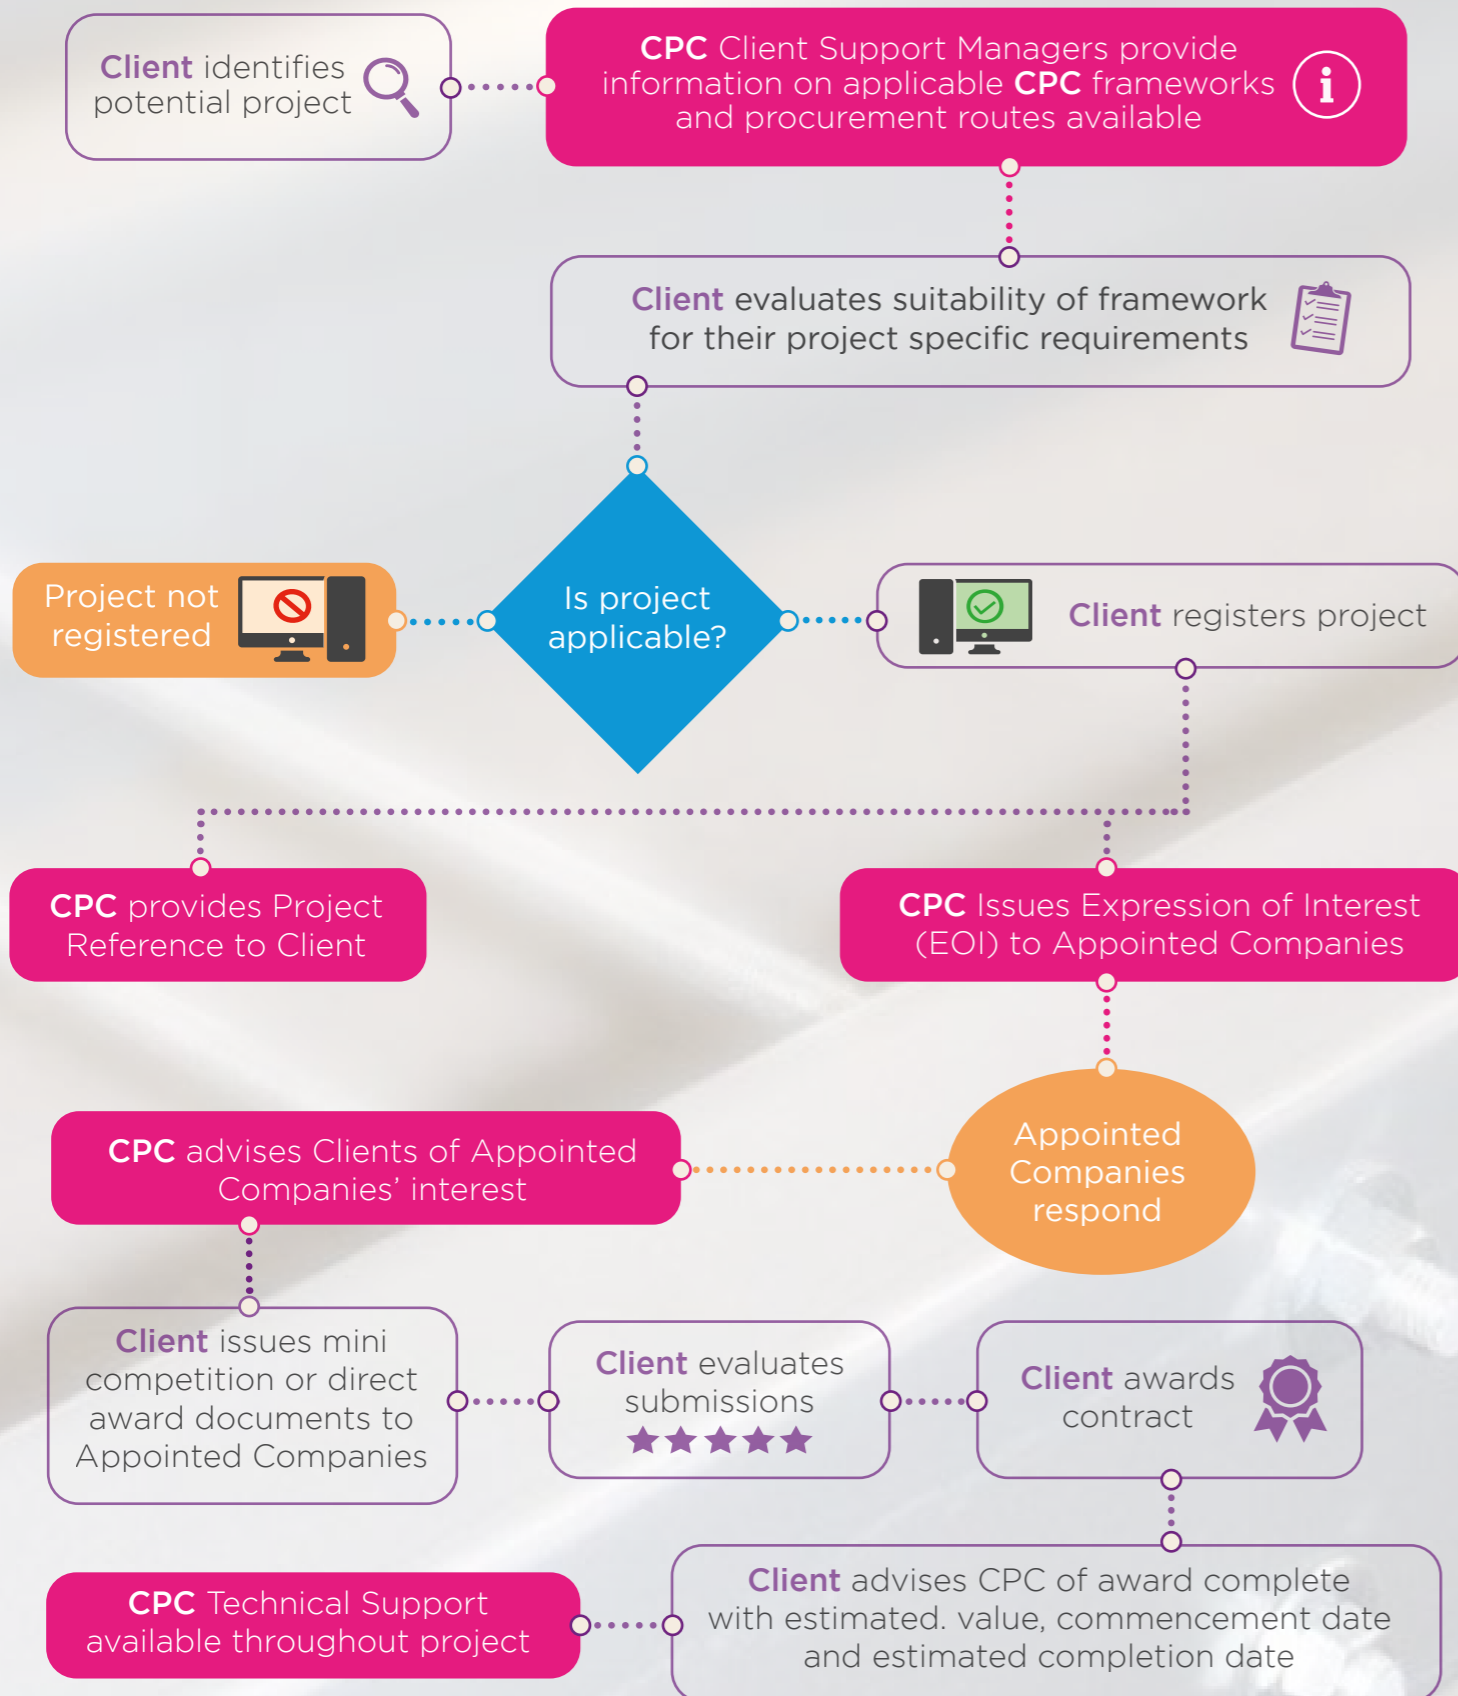 Client identifies
potential project
CPC Client Support Managers provide
information on applicable CPC frameworks
and procurement routes available
i
Client evaluates suitability of framework
for their project specific requirements
Project not
registered
Is project
applicable?
Client registers project
CPC provides Project
Reference to Client
CPC Issues Expression of Interest
(EOI) to Appointed Companies
CPC advises Clients of Appointed
Companies’ interest
Appointed
Companies
respond
Client issues mini
competition or direct
award documents to
Appointed Companies
Client evaluates
submissions
Client awards
contract
CPC Technical Support
available throughout project
Client advises CPC of award complete
with estimated. value, commencement date
and estimated completion date